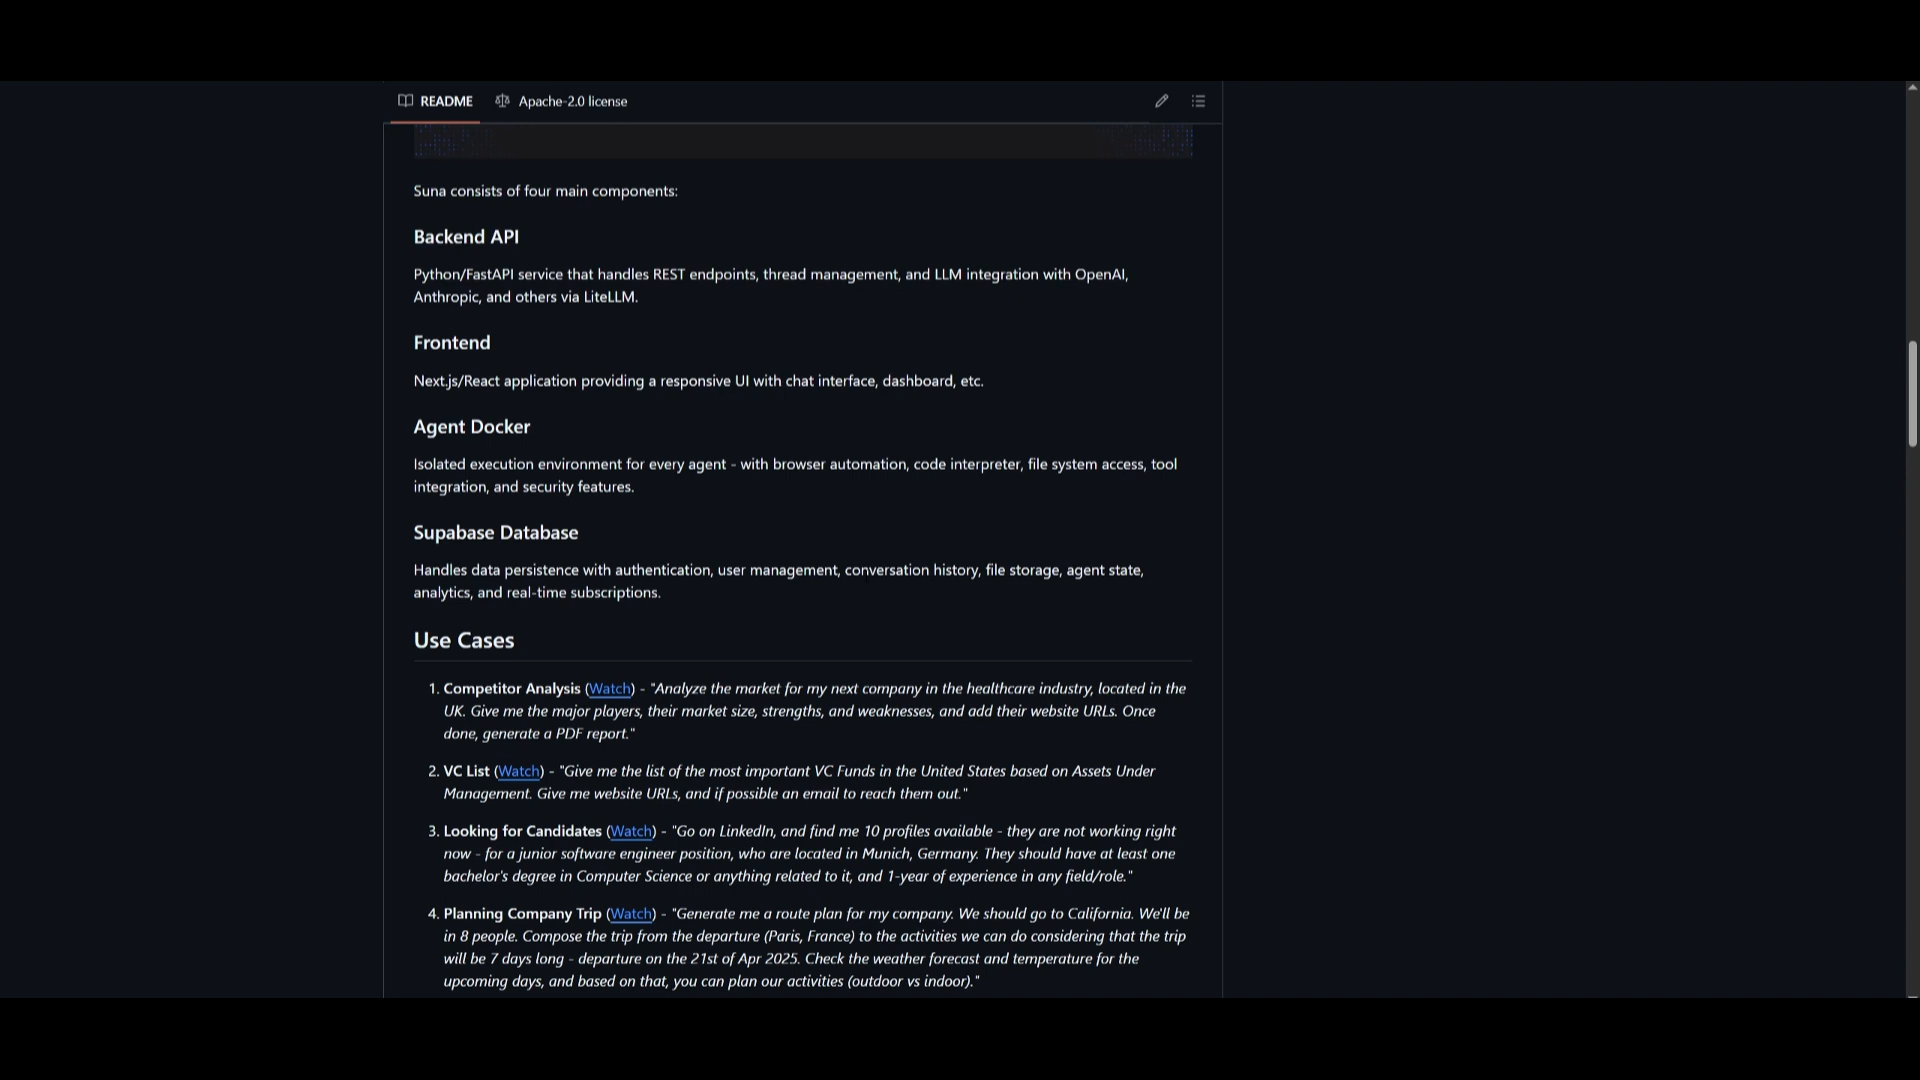 README Apache-2.0 license
Suna consists of four main components:
Backend API
Python/FastAPI service that handles REST endpoints, thread management, and LLM integration with OpenAI,
Anthropic, and others via LiteLLM.
Frontend
Next.js/React application providing a responsive UI with chat interface, dashboard, etc.
Agent Docker
Isolated execution environment for every agent - with browser automation, code interpreter, file system access, tool
integration, and security features.
Supabase Database
Handles data persistence with authentication, user management, conversation history, file storage, agent state,
analytics, and real-time subscriptions.
Use Cases
1. Competitor Analysis (Watch) - "Analyze the market for my next company in the healthcare industry, located in the
UK. Give me the major players, their market size, strengths, and weaknesses, and add their website URLs. Once
done, generate a PDF report."
2. VC List (Watch) - "Give me the list of the most important VC Funds in the United States based on Assets Under
Management. Give me website URLs, and if possible an email to reach them out."
3. Looking for Candidates (Watch) - "Go on LinkedIn, and find me 10 profiles available - they are not working right
now - for a junior software engineer position, who are located in Munich, Germany. They should have at least one
bachelor's degree in Computer Science or anything related to it, and 1-year of experience in any field/role."
4. Planning Company Trip (Watch) - "Generate me a route plan for my company. We should go to California. We'll be
in 8 people. Compose the trip from the departure (Paris, France) to the activities we can do considering that the trip
will be 7 days long - departure on the 21st of Apr 2025. Check the weather forecast and temperature for the
upcoming days, and based on that, you can plan our activities (outdoor vs indoor)."